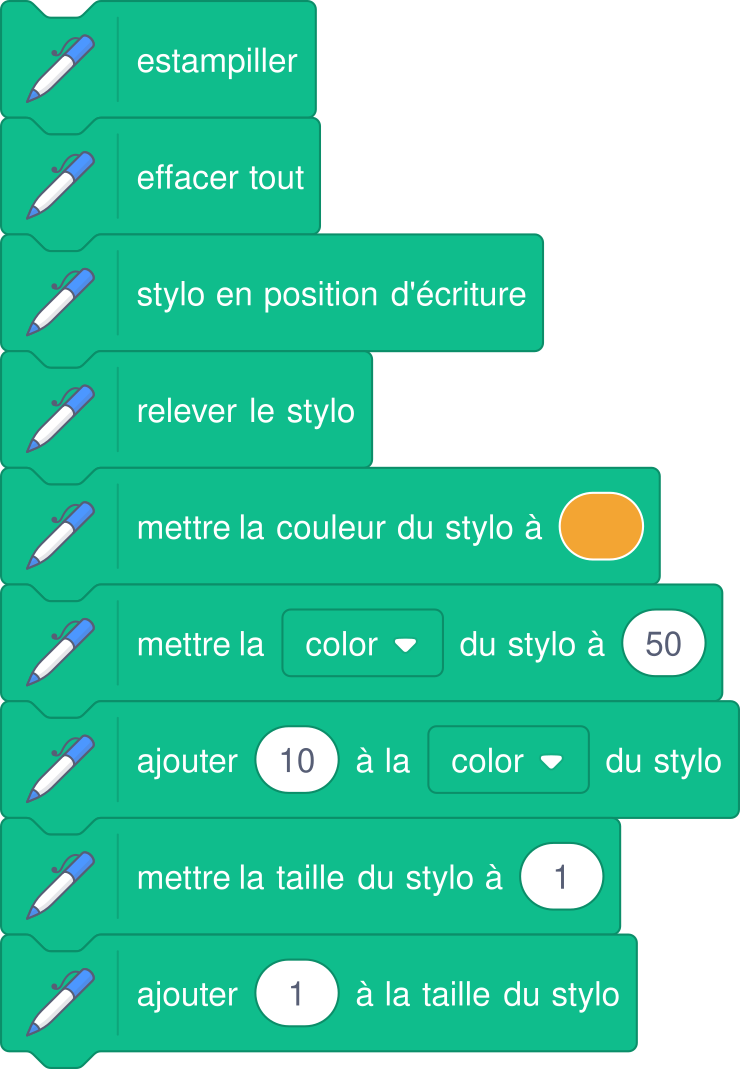 estampiller
effacer tout
stylo en position d'écriture
relever le stylo
mettre la couleur du stylo à
mettre la color du stylo à 50
ajouter 10 à la color du stylo
mettre la taille du stylo à 1
ajouter 1 à la taille du stylo